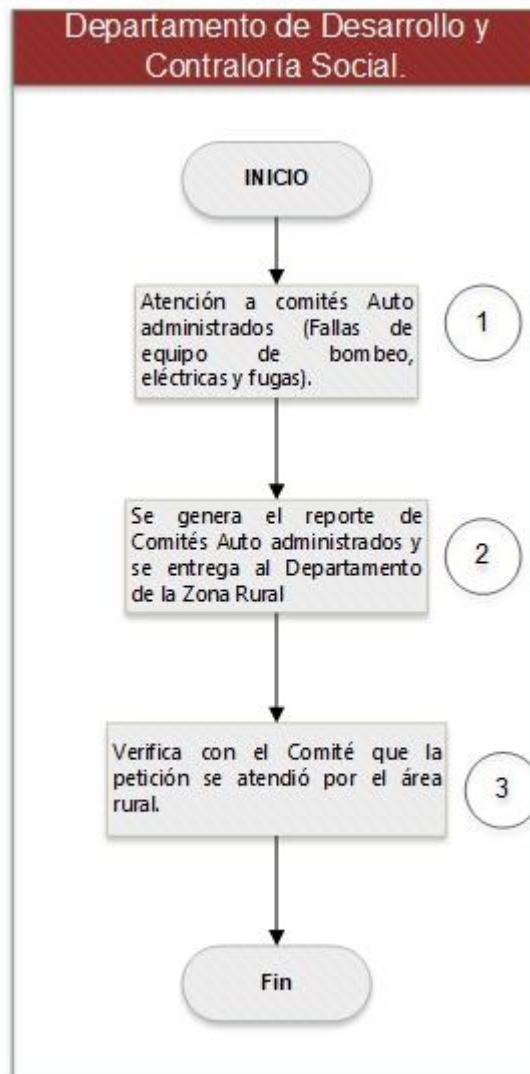 Departamento de Desarrollo y
Contraloría Social.
INICIO
Atención a comités Auto
administrados (Fallas de
equipo de bombeo,
eléctricas y fugas).
1
Se genera el reporte de
Comités Auto administrados y
se entrega al Departamento
de la Zona Rural
2
Verifica con el Comité que la
petición se atendió por el área
rural.
3
Fin